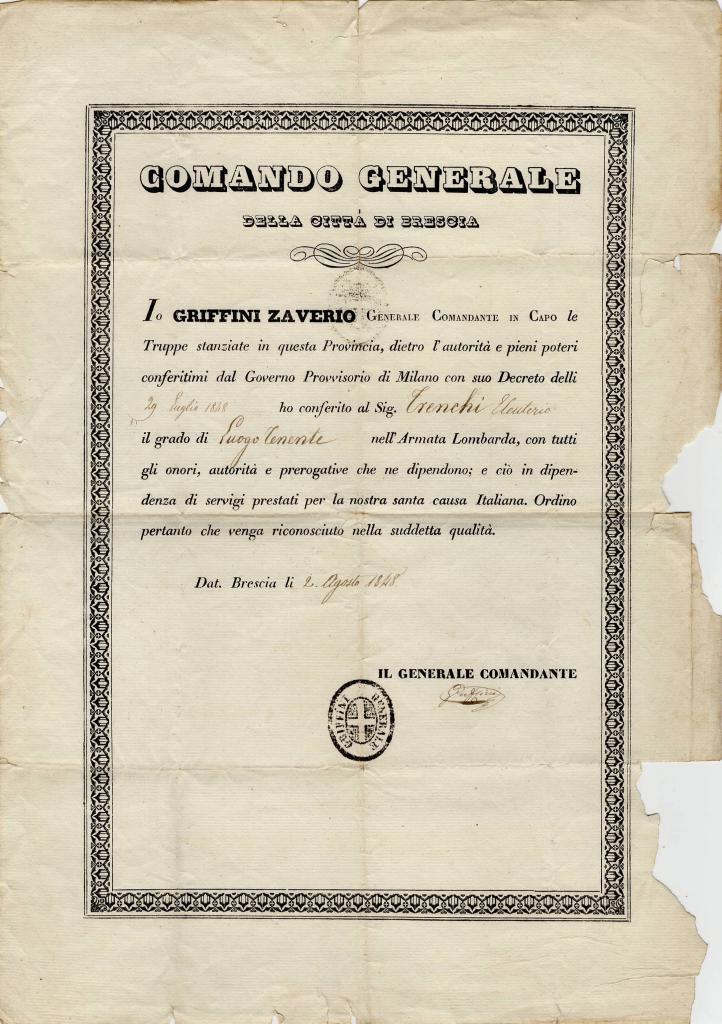 COMANDO GENERALE
DELLA CITTÀ DI BRESCIA
Io GRIFFINI ZAVERIO Generale Comandante in Capo le
Truppe stanziate in questa Provincia, dietro l'autorità e pieni poteri
conferitimi dal Governo Provvisorio di Milano con suo Decreto delli
29 Luglio 1848 ho conferito al Sig. Trenchi Eleuterio
il grado di Luogo Tenente nell'Armata Lombarda, con tutti
gli onori, autorità e prerogative che ne dipendono; e ciò in dipen-
denza di servigi prestati per la nostra santa causa Italiana. Ordino
pertanto che venga riconosciuto nella suddetta qualità.
Dat. Brescia li 2. Agosto 1848
IL GENERALE COMANDANTE
Griffini
GRIFFINI GENERALE